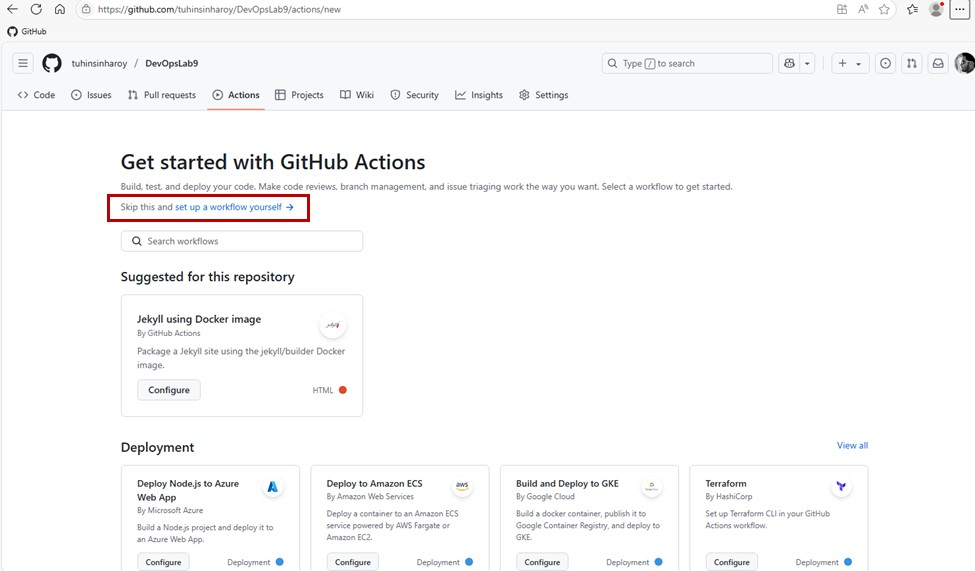 https://github.com/tuhinsinharoy/DevOpsLab9/actions/new
GitHub
tuhinsinharoy / DevOpsLab9
Type / to search
Code Issues Pull requests Actions Projects Wiki Security Insights Settings
Get started with GitHub Actions
Build, test, and deploy your code. Make code reviews, branch management, and issue triaging work the way you want. Select a workflow to get started.
Skip this and set up a workflow yourself →
Search workflows
Suggested for this repository
Jekyll using Docker image
By GitHub Actions
Package a Jekyll site using the jekyll/builder Docker
image.
Configure HTML
Deployment View all
Deploy Node.js to Azure
Web App
By Microsoft Azure
Build a Node.js project and deploy it to
an Azure Web App.
Configure Deployment
Deploy to Amazon ECS
aws
By Amazon Web Services
Deploy a container to an Amazon ECS
service powered by AWS Fargate or
Amazon EC2.
Configure Deployment
Build and Deploy to GKE
By Google Cloud
Build a docker container, publish it to
Google Container Registry, and deploy to
GKE.
Configure Deployment
Terraform
By HashiCorp
Set up Terraform CLI in your GitHub
Actions workflow.
Configure Deployment